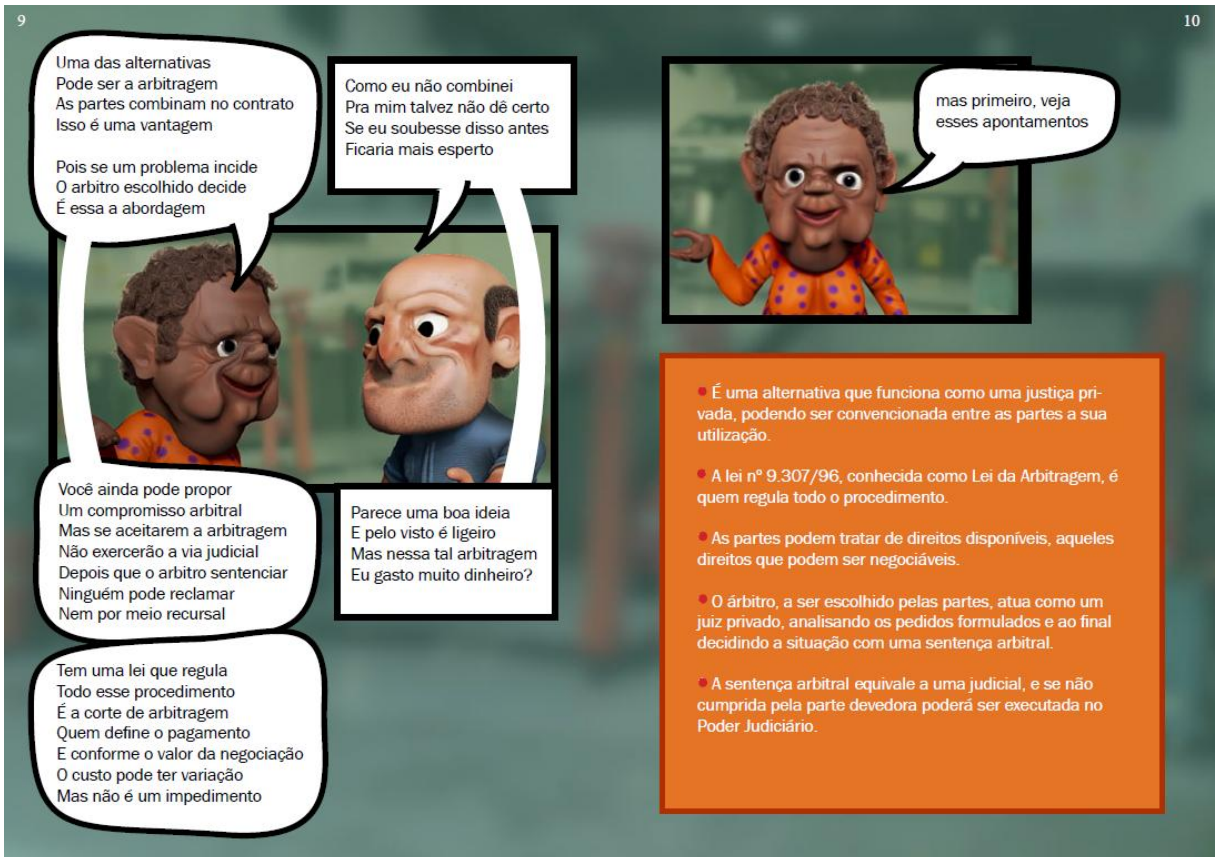 9
Uma das alternativas
Pode ser a arbitragem
As partes combinam no contrato
Isso é uma vantagem
Pois se um problema incide
O arbitro escolhido decide
É essa a abordagem
Como eu não combinei
Pra mim talvez não dê certo
Se eu soubesse disso antes
Ficaria mais esperto
Você ainda pode propor
Um compromisso arbitral
Mas se aceitarem a arbitragem
Não exercerão a via judicial
Depois que o arbitro sentenciar
Ninguém pode reclamar
Nem por meio recursal
Parece uma boa ideia
E pelo visto é ligeiro
Mas nessa tal arbitragem
Eu gasto muito dinheiro?
Tem uma lei que regula
Todo esse procedimento
É a corte de arbitragem
Quem define o pagamento
E conforme o valor da negociação
O custo pode ter variação
Mas não é um impedimento
10
mas primeiro, veja
esses apontamentos
• É uma alternativa que funciona como uma justiça pri-
vada, podendo ser convencionada entre as partes a sua
utilização.
• A lei nº 9.307/96, conhecida como Lei da Arbitragem, é
quem regula todo o procedimento.
• As partes podem tratar de direitos disponíveis, aqueles
direitos que podem ser negociáveis.
• O árbitro, a ser escolhido pelas partes, atua como um
juiz privado, analisando os pedidos formulados e ao final
decidindo a situação com uma sentença arbitral.
• A sentença arbitral equivale a uma judicial, e se não
cumprida pela parte devedora poderá ser executada no
Poder Judiciário.